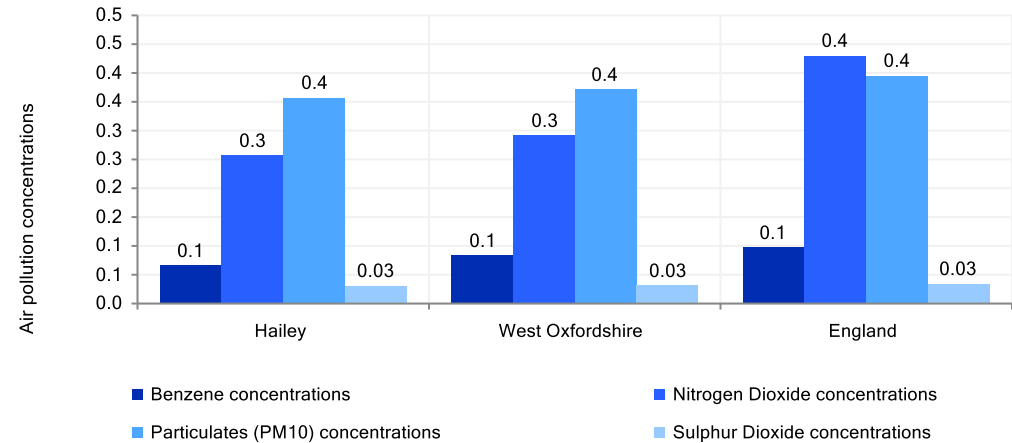 0.5
0.5
0.4
0.4
0.3
0.3
0.2
0.2
0.1
0.1
0.0
Air pollution concentrations
0.1
0.3
0.4
0.03
0.1
0.3
0.4
0.03
0.1
0.4
0.4
0.03
Hailey
West Oxfordshire
England
Benzene concentrations
Nitrogen Dioxide concentrations
Particulates (PM10) concentrations
Sulphur Dioxide concentrations